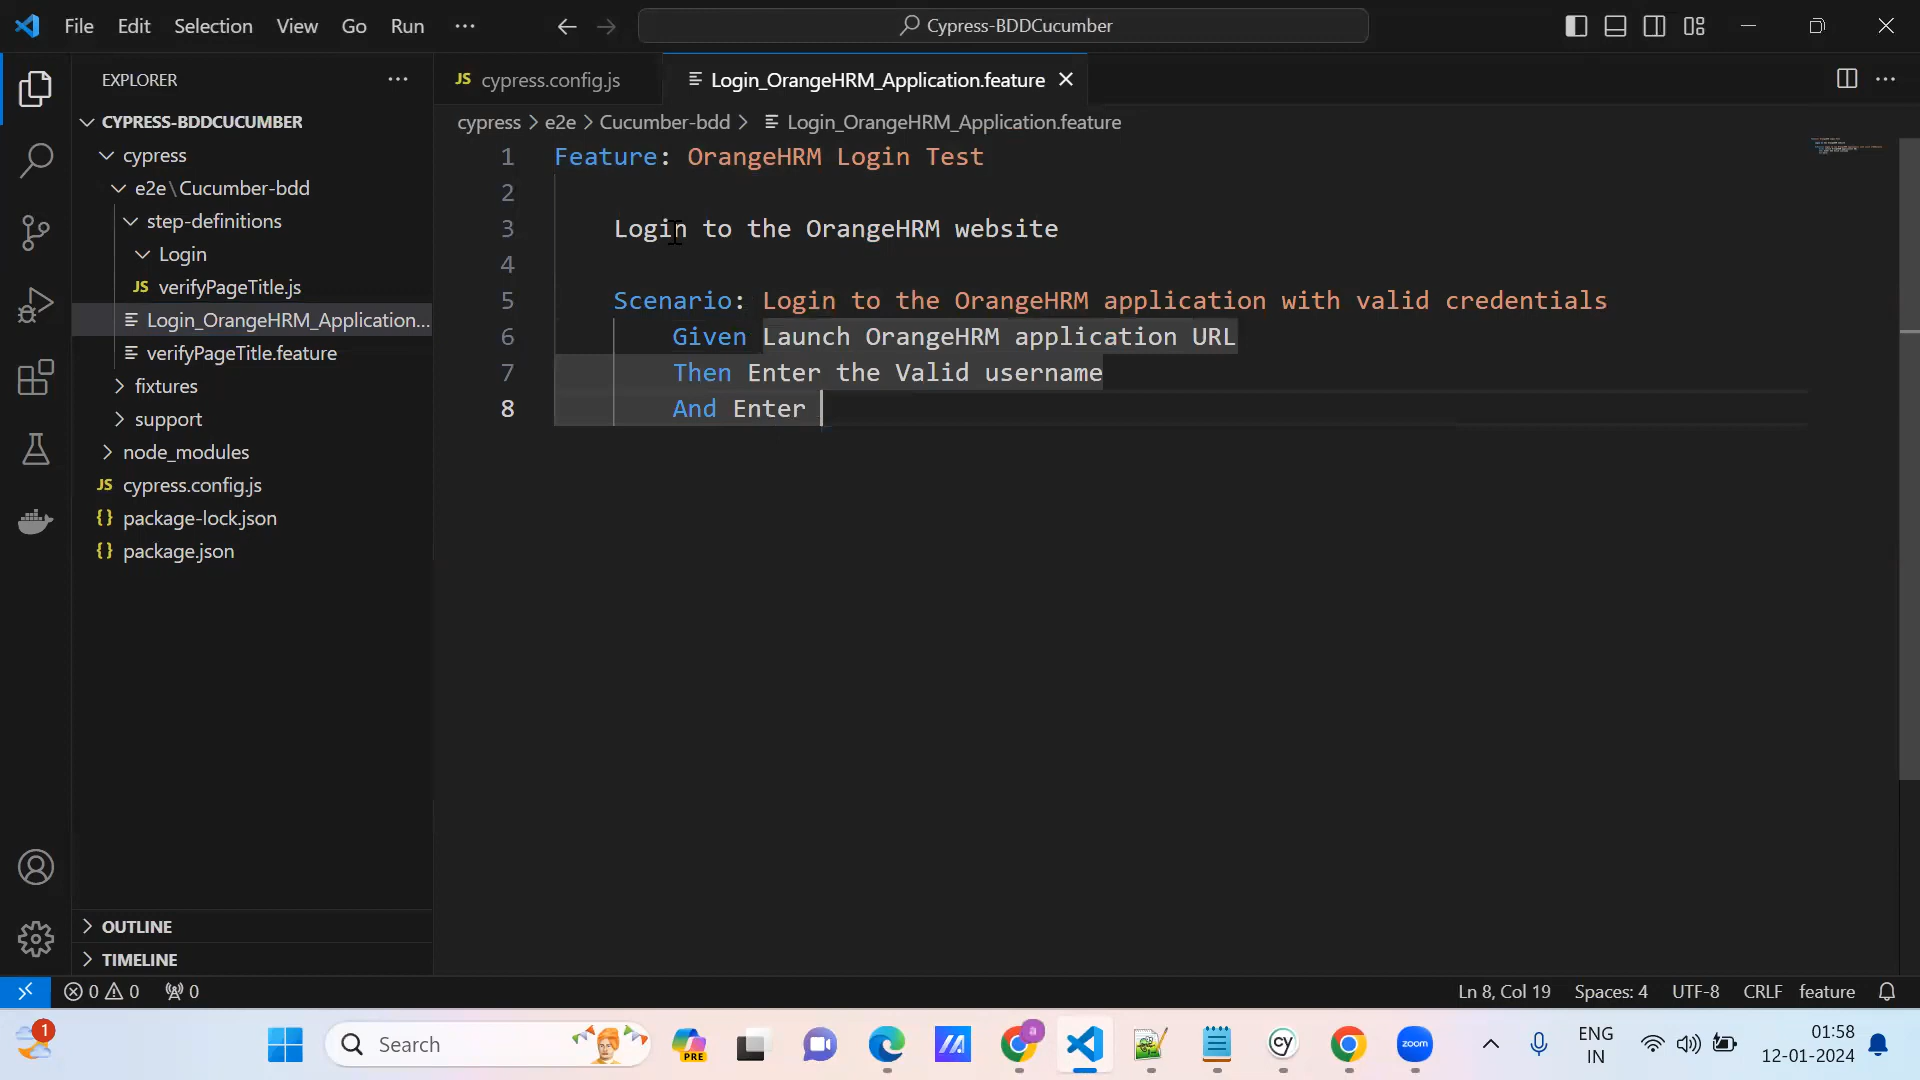 File Edit Selection View Go Run ···
Cypress-BDDCucumber
EXPLORER
CYPRESS-BDDCUCUMBER
cypress
e2e\Cucumber-bdd
step-definitions
Login
JS verifyPageTitle.js
Login_OrangeHRM_Application...
verifyPageTitle.feature
fixtures
support
node_modules
JS cypress.config.js
{} package-lock.json
{} package.json
OUTLINE
TIMELINE
JS cypress.config.js
Login_OrangeHRM_Application.feature
cypress > e2e > Cucumber-bdd > Login_OrangeHRM_Application.feature
1 Feature: OrangeHRM Login Test
2
3 Login to the OrangeHRM website
4
5 Scenario: Login to the OrangeHRM application with valid credentials
6 Given Launch OrangeHRM application URL
7 Then Enter the Valid username
8 And Enter
0 0 0
Ln 8, Col 19 Spaces: 4 UTF-8 CRLF feature
1
Search
PRE
a
cy
zoom
ENG
IN
01:58
12-01-2024